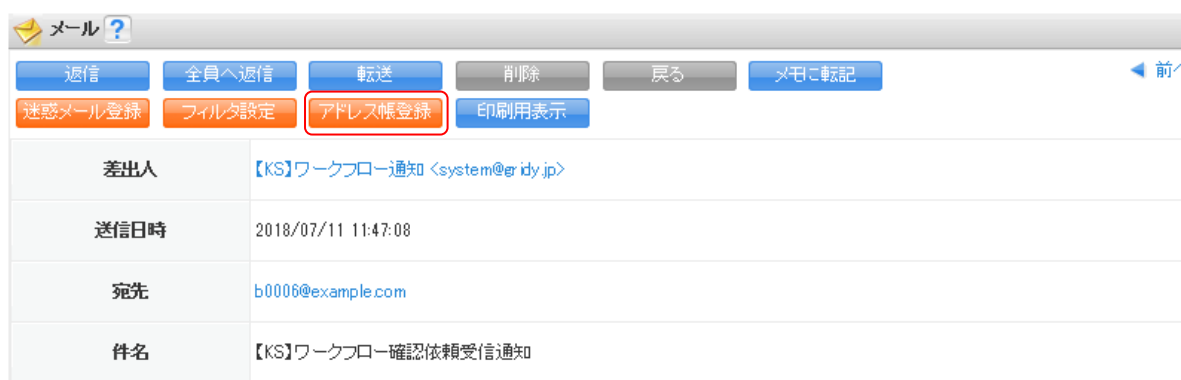 メール ?
返信 全員へ返信 転送 削除 戻る メモに転記 前へ
迷惑メール登録 フィルタ設定 アドレス帳登録 印刷用表示
差出人 【KS】ワークフロー通知 <system@gridy.jp>
送信日時 2018/07/11 11:47:08
宛先 b0006@example.com
件名 【KS】ワークフロー確認依頼受信通知